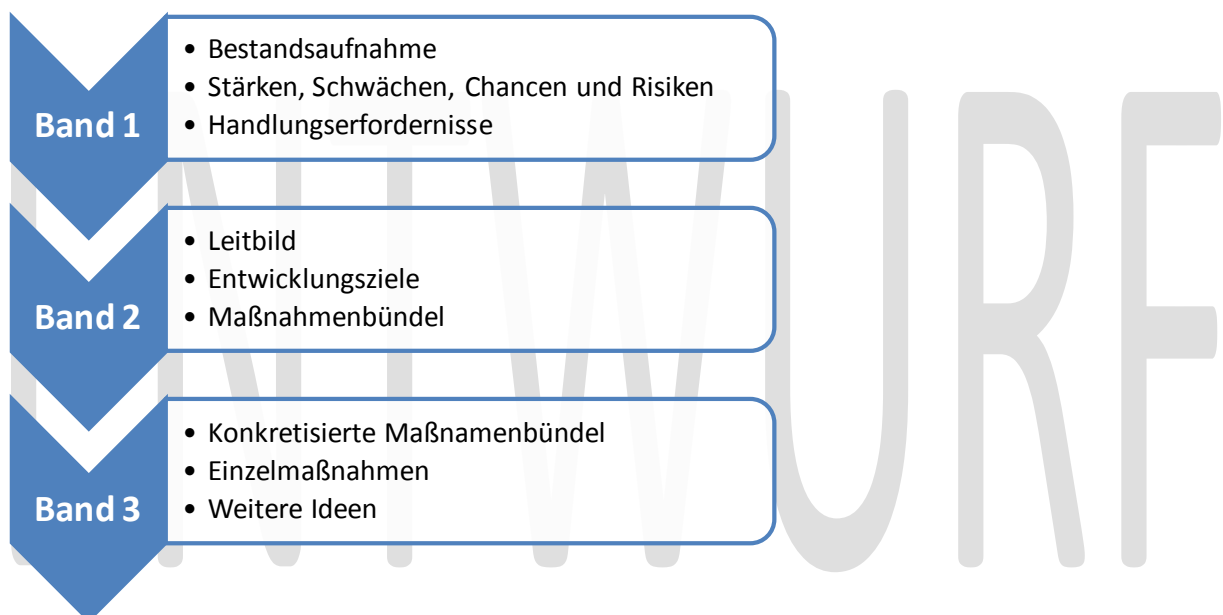 Band 1
• Bestandsaufnahme
• Stärken, Schwächen, Chancen und Risiken
• Handlungserfordernisse
Band 2
• Leitbild
• Entwicklungsziele
• Maßnahmenbündel
Band 3
• Konkretisierte Maßnamenbündel
• Einzelmaßnahmen
• Weitere Ideen
ENTWURF